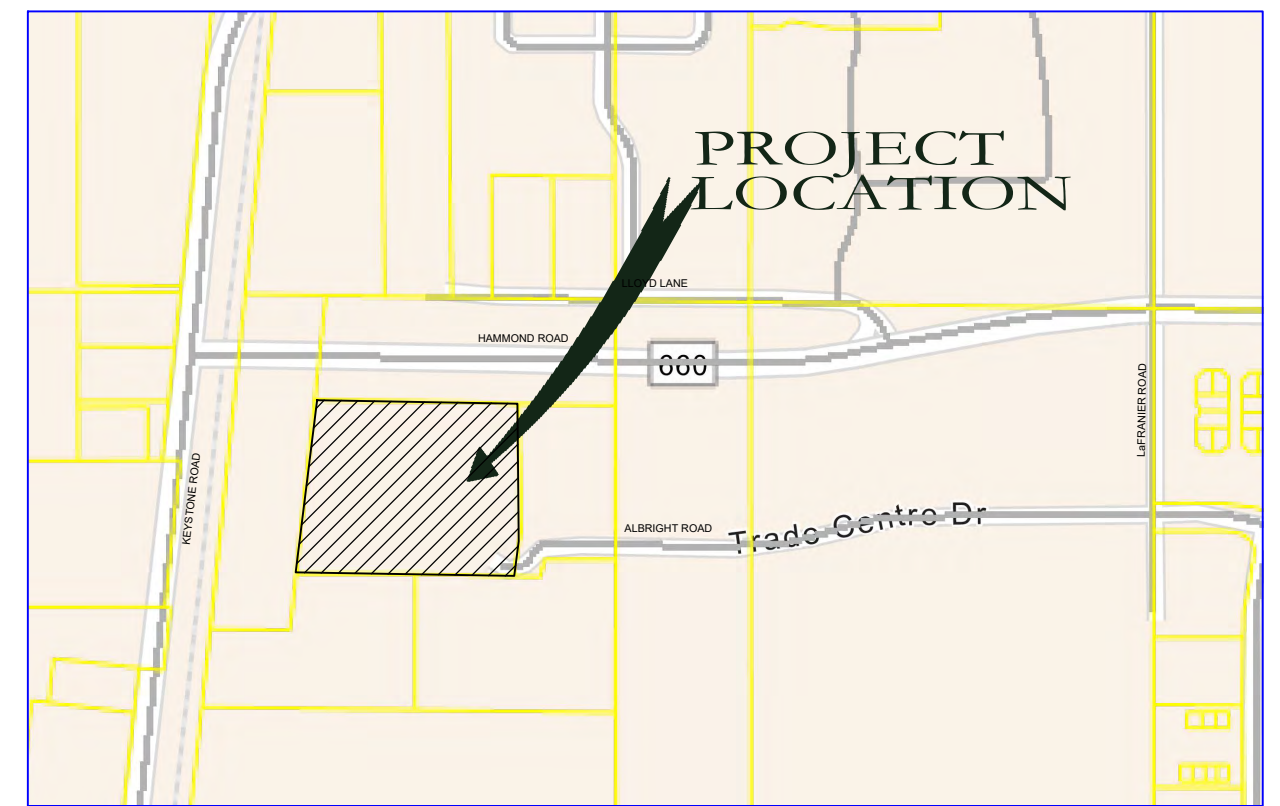 PROJECT
LOCATION
LLOYD LANE
HAMMOND ROAD
660
LaFRANIER ROAD
KEYSTONE ROAD
ALBRIGHT ROAD
Trade Centre Dr